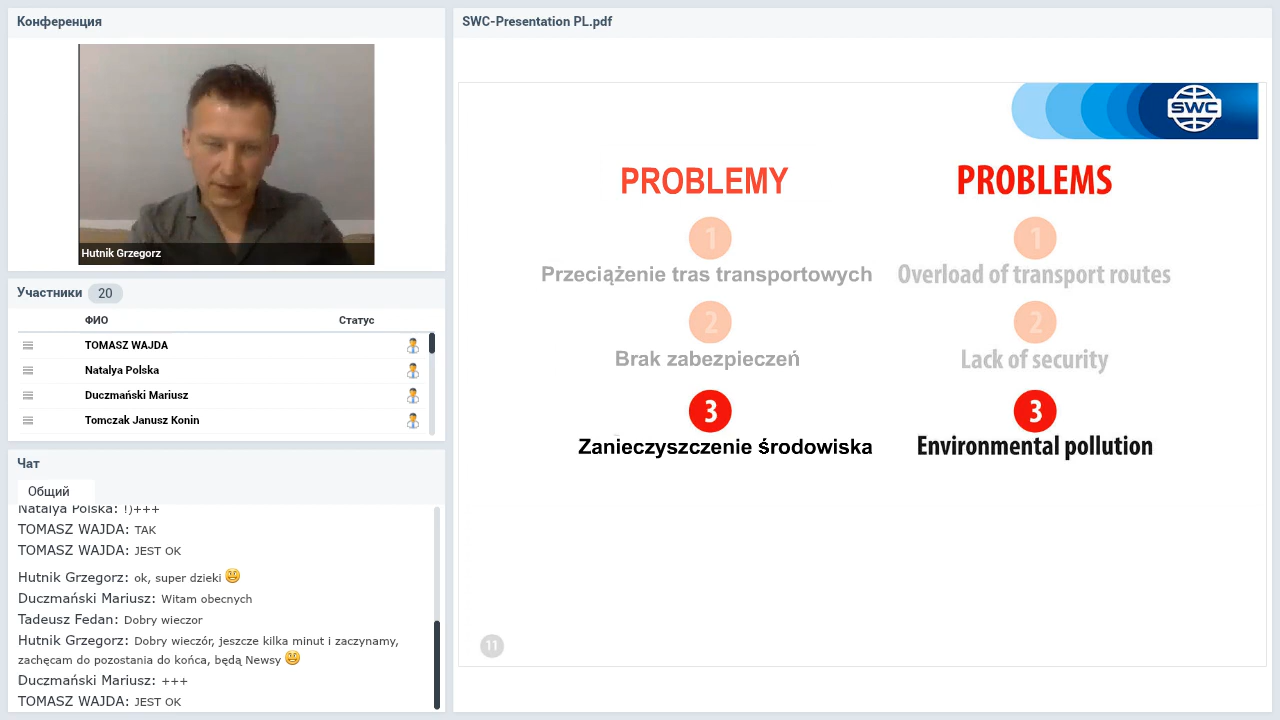 Конференция
Hutnik Grzegorz
Участники 20
ФИО Статус
TOMASZ WAJDA
Natalya Polska
Duczmański Mariusz
Tomczak Janusz Konin
Чат
Общий
Natalya Polska: !)+++
TOMASZ WAJDA: TAK
TOMASZ WAJDA: JEST OK
Hutnik Grzegorz: ok, super dzieki
Duczmański Mariusz: Witam obecnych
Tadeusz Fedan: Dobry wieczor
Hutnik Grzegorz: Dobry wieczór, jeszcze kilka minut i zaczynamy,
zachęcam do pozostania do końca, będą Newsy
Duczmański Mariusz: +++
TOMASZ WAJDA: JEST OK
SWC-Presentation PL.pdf
SWC
PROBLEMY
1
Przeciążenie tras transportowych
2
Brak zabezpieczeń
3
Zanieczyszczenie środowiska
PROBLEMS
1
Overload of transport routes
2
Lack of security
3
Environmental pollution
11